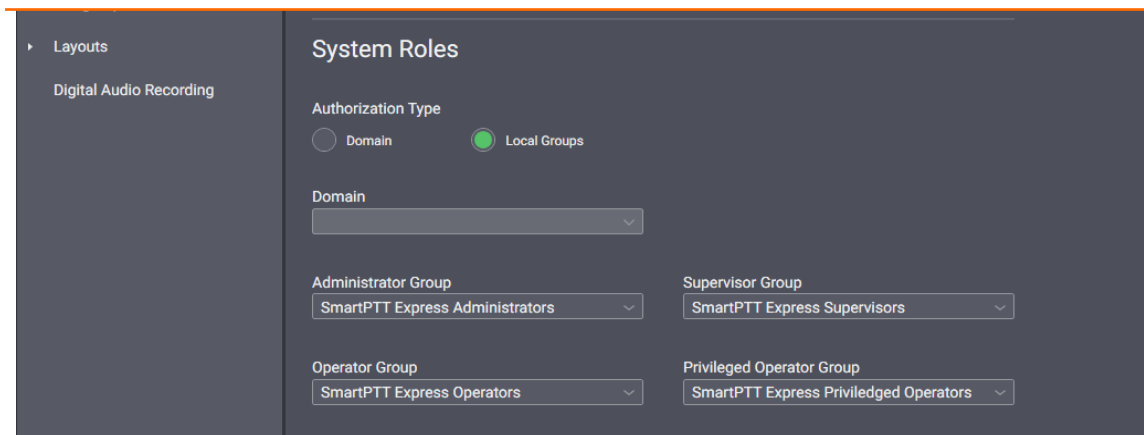 Layouts
Digital Audio Recording
System Roles
Authorization Type
Domain
Local Groups
Domain
Administrator Group
SmartPTT Express Administrators
Supervisor Group
SmartPTT Express Supervisors
Operator Group
SmartPTT Express Operators
Privileged Operator Group
SmartPTT Express Priviledged Operators